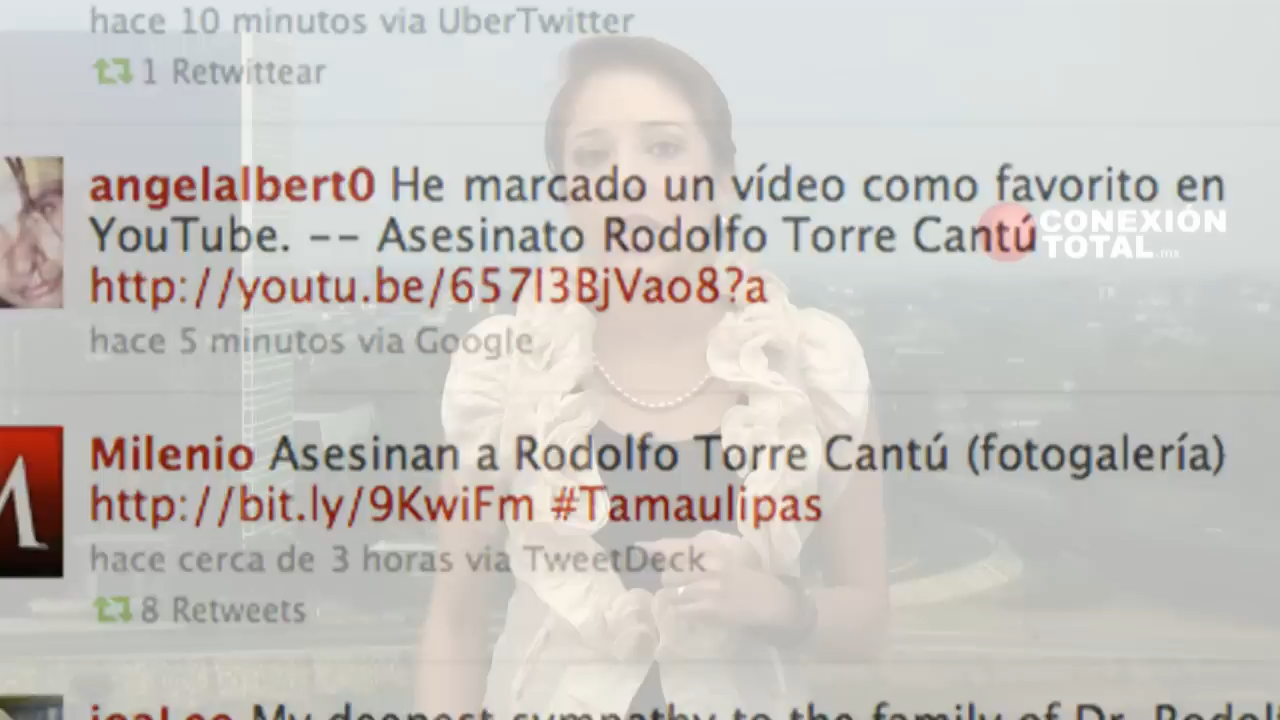 hace 10 minutos via UberTwitter
1 Retwittear
angelalbert0 He marcado un vídeo como favorito en
YouTube. -- Asesinato Rodolfo Torre Cantú
http://youtu.be/657l3BjVao8?a
hace 5 minutos via Google
CONEXIÓN
TOTAL.mx
Milenio Asesinan a Rodolfo Torre Cantú (fotogalería)
http://bit.ly/9KwiFm #Tamaulipas
hace cerca de 3 horas via TweetDeck
8 Retweets
My deepest sympathy to the family of Dr. Rodol